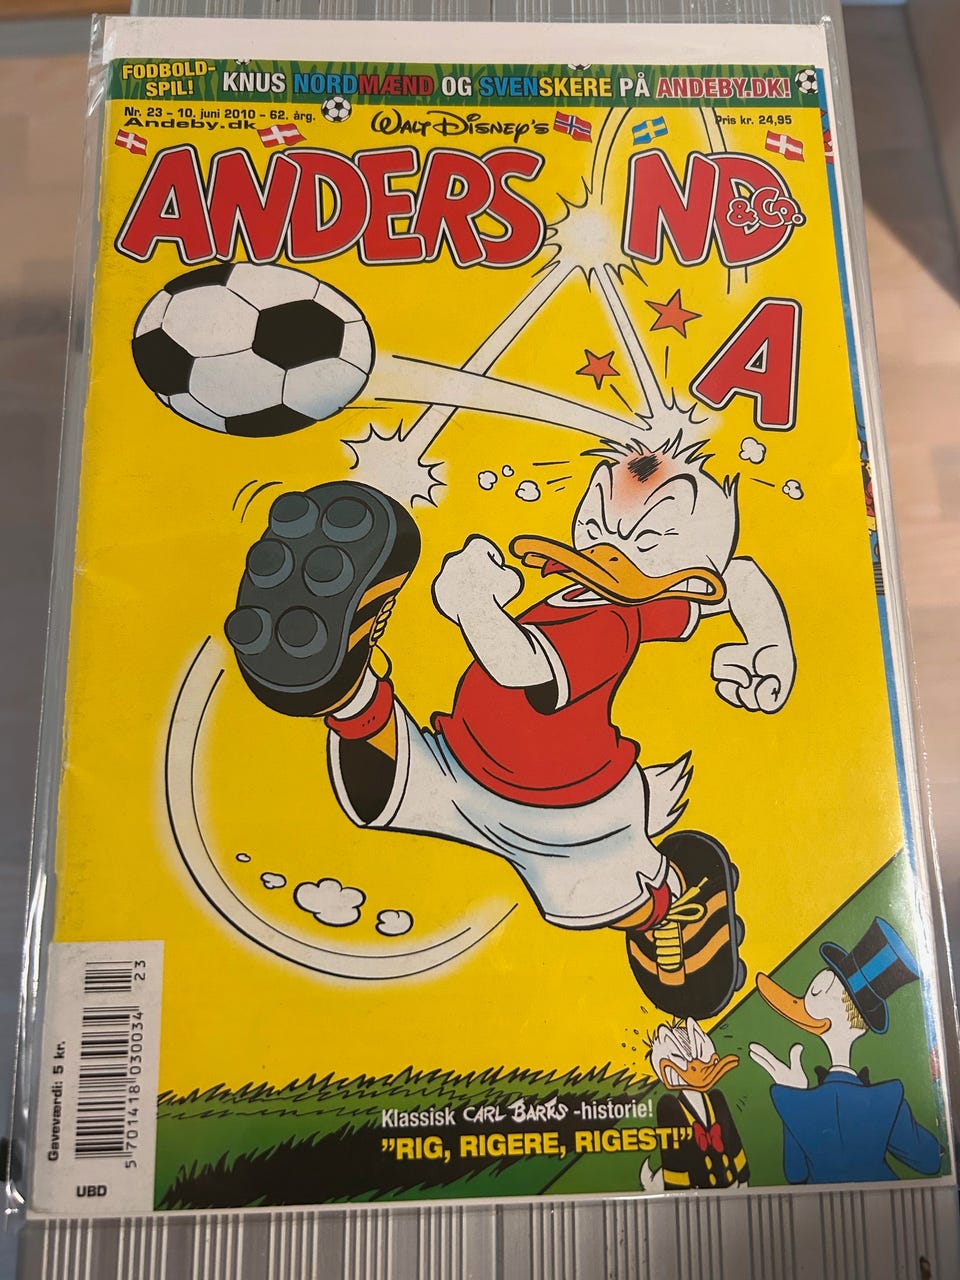 FODBOLD-
SPIL!
KNUS NORDMÆND OG SVENSKERE PÅ ANDEBY.DK!
Nr. 23 - 10. juni 2010 - 62. årg.
Andeby.dk
WALT DISNEY'S
Pris kr. 24,95
ANDERS
ND
&Co.
A
Klassisk CARL BARKS -historie!
"RIG, RIGERE, RIGEST!"
Gaveværdi: 5 kr.
5 701418 030034
23
UBD